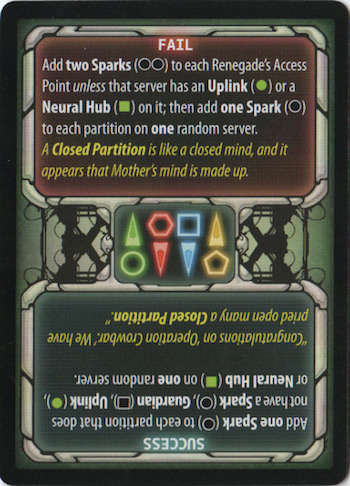 FAIL
Add two Sparks (○○) to each Renegade's Access
Point unless that server has an Uplink (●) or a
Neural Hub (■) on it; then add one Spark (○)
to each partition on one random server.
A Closed Partition is like a closed mind, and it
appears that Mother's mind is made up.
SUCCESS
Add one Spark (○) to each partition that does
not have a Spark (○), Guardian (□), Uplink (●),
or Neural Hub (■) on one random server.
"Congratulations on 'Operation Crowbar.' We have
pried open many a Closed Partition."